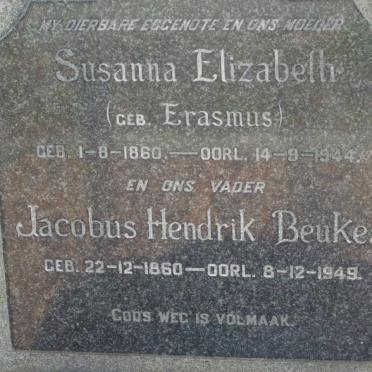 MY DIERBARE EGGENOTE EN ONS MOEDER
Susanna Elizabeth
(GEB. Erasmus)
GEB. 1-8-1860.—OORL. 14-9-1944.
EN ONS VADER
Jacobus Hendrik Beukes
GEB. 22-12-1860—OORL. 8-12-1949.
GODS WEG IS VOLMAAK.